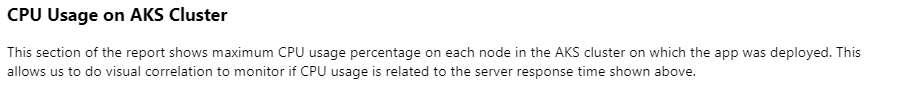 CPU Usage on AKS Cluster
This section of the report shows maximum CPU usage percentage on each node in the AKS cluster on which the app was deployed. This
allows us to do visual correlation to monitor if CPU usage is related to the server response time shown above.